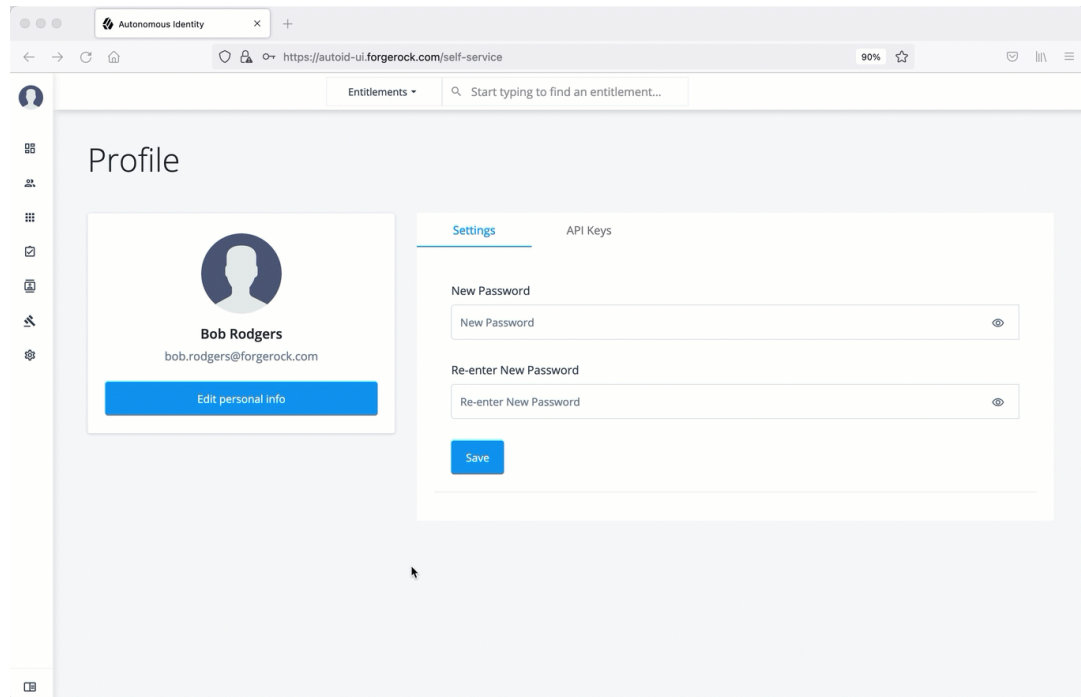 Autonomous Identity
https://autoid-ui.forgerock.com/self-service
90%
Entitlements
Start typing to find an entitlement...
Profile
Bob Rodgers
bob.rodgers@forgerock.com
Edit personal info
Settings API Keys
New Password
New Password
Re-enter New Password
Re-enter New Password
Save